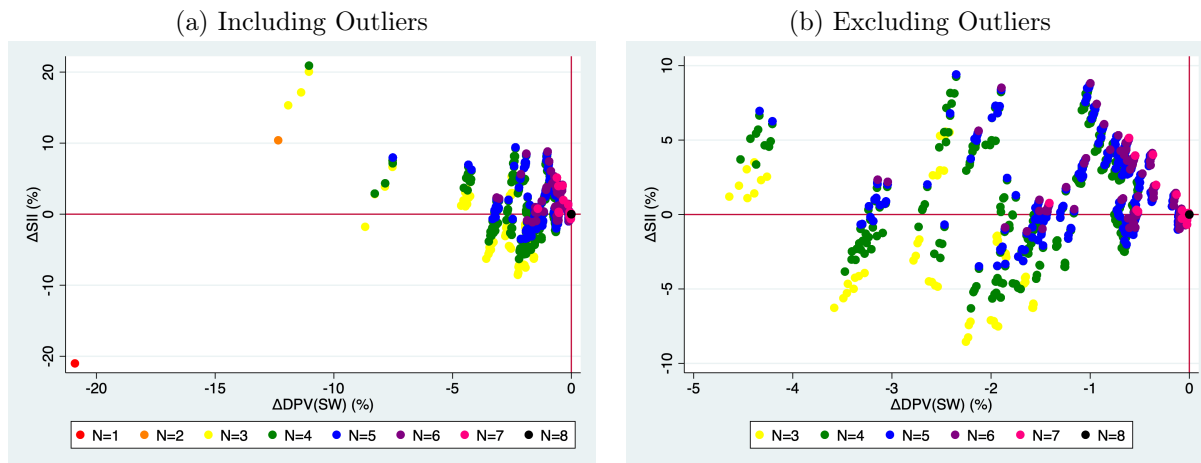 (a) Including Outliers
20
10
0
-10
-20
ΔSII (%)
-20
-15
-10
-5
0
ΔDPV(SW) (%)
N=1 N=2 N=3 N=4 N=5 N=6 N=7 N=8
(b) Excluding Outliers
10
5
0
-5
-10
ΔSII (%)
-5
-4
-3
-2
-1
0
ΔDPV(SW) (%)
N=3 N=4 N=5 N=6 N=7 N=8